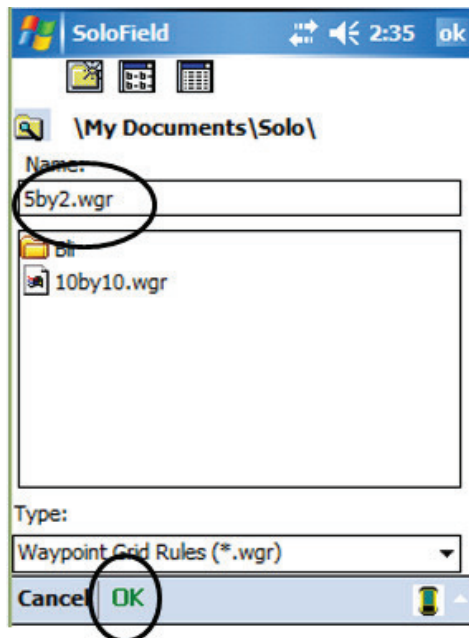 SoloField 2:35 ok
\My Documents\Solo\
Name:
5by2.wgr
Bli
10by10.wgr
Type:
Waypoint Grid Rules (*.wgr)
Cancel OK